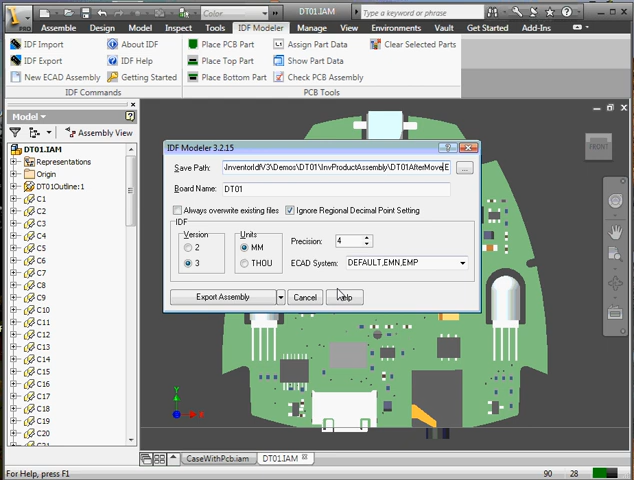 DT01.IAM
Type a keyword or phrase
Color
PRO
Assemble
Design
Model
Inspect
Tools
IDF Modeler
Manage
View
Environments
Vault
Get Started
Add-Ins
IDF Import
About IDF
Place PCB Part
Assign Part Data
Clear Selected Parts
IDF Export
IDF Help
Place Top Part
Show Part Data
New ECAD Assembly
Getting Started
Place Bottom Part
Check PCB Assembly
IDF Commands
PCB Tools
Model
Assembly View
DT01.IAM
Representations
Origin
DT01Outline:1
C1
C2
C3
C4
C5
C6
C7
C8
C9
C10
C11
C12
C13
C14
C15
C16
C17
C18
C19
C20
C21
IDF Modeler 3.2.15
Save Path:
InventorIdfV3\Demos\DT01\InvProductAssembly\DT01AfterMove.E
...
Board Name:
DT01
Always overwrite existing files
Ignore Regional Decimal Point Setting
IDF
Version
2
3
Units
MM
THOU
Precision:
4
ECAD System:
DEFAULT,EMN,EMP
Export Assembly
Cancel
Help
FRONT
Y
X
CaseWithPcb.iam
DT01.IAM
For Help, press F1
90
28